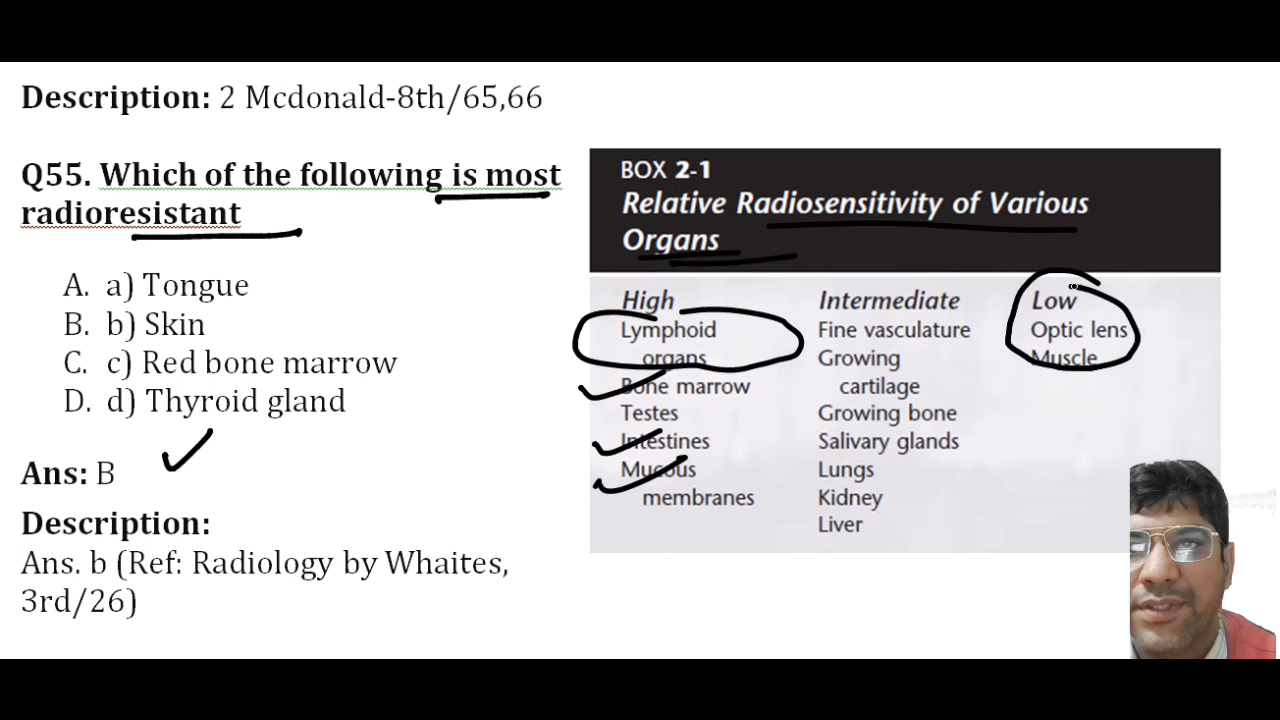 Description: 2 Mcdonald-8th/65,66
Q55. Which of the following is most
radioresistant
A. a) Tongue
B. b) Skin
C. c) Red bone marrow
D. d) Thyroid gland
Ans: B
Description:
Ans. b (Ref: Radiology by Whaites,
3rd/26)
BOX 2-1
Relative Radiosensitivity of Various
Organs
High
Lymphoid
organs
Bone marrow
Testes
Intestines
Mucous
membranes
Intermediate
Fine vasculature
Growing
cartilage
Growing bone
Salivary glands
Lungs
Kidney
Liver
Low
Optic lens
Muscle